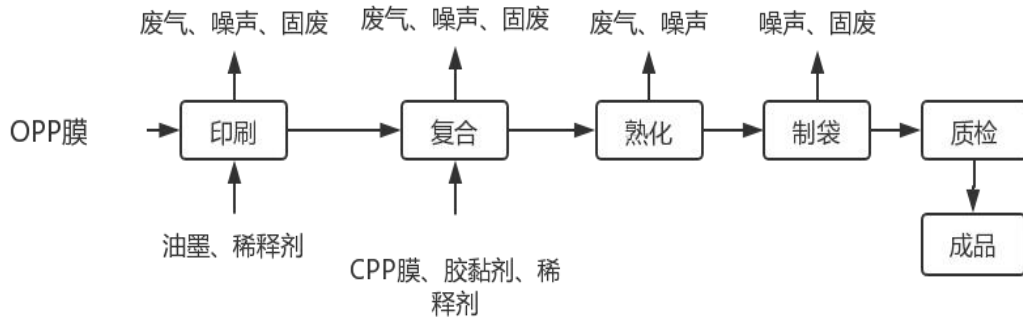 废气、噪声、固废
废气、噪声、固废
废气、噪声
噪声、固废
OPP膜
印刷
复合
熟化
制袋
质检
油墨、稀释剂
CPP膜、胶黏剂、稀
释剂
成品